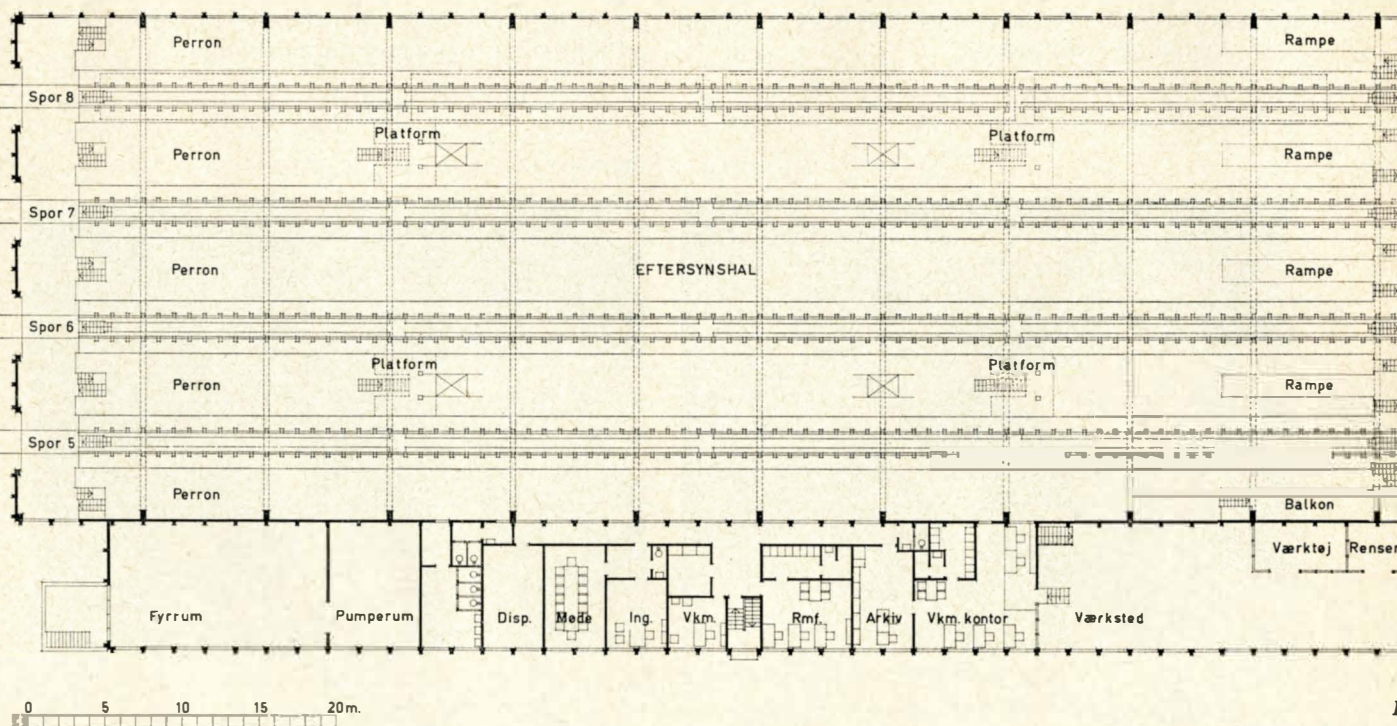 Perron Rampe
Spor 8
Platform Platform
Perron Rampe
Spor 7
Perron EFTERSYNSHAL Rampe
Spor 6
Platform Platform
Perron Rampe
Spor 5
Perron Balkon
Værktøj
Fyrrum Pumperum Disp. Møde Ing. Vkm. Rmf. Arkiv Vkm. kontor Værksted
0 5 10 15 20 m.